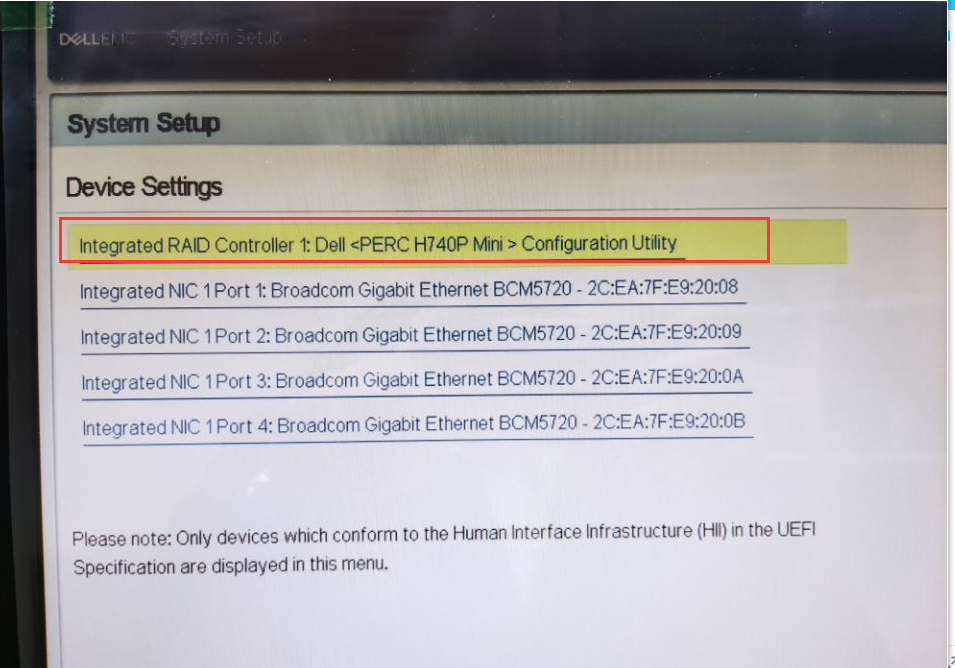 DELLEMC System Setup
System Setup
Device Settings
Integrated RAID Controller 1: Dell <PERC H740P Mini > Configuration Utility
Integrated NIC 1 Port 1: Broadcom Gigabit Ethernet BCM5720 - 2C:EA:7F:E9:20:08
Integrated NIC 1 Port 2: Broadcom Gigabit Ethernet BCM5720 - 2C:EA:7F:E9:20:09
Integrated NIC 1 Port 3: Broadcom Gigabit Ethernet BCM5720 - 2C:EA:7F:E9:20:0A
Integrated NIC 1 Port 4: Broadcom Gigabit Ethernet BCM5720 - 2C:EA:7F:E9:20:0B
Please note: Only devices which conform to the Human Interface Infrastructure (HII) in the UEFI
Specification are displayed in this menu.